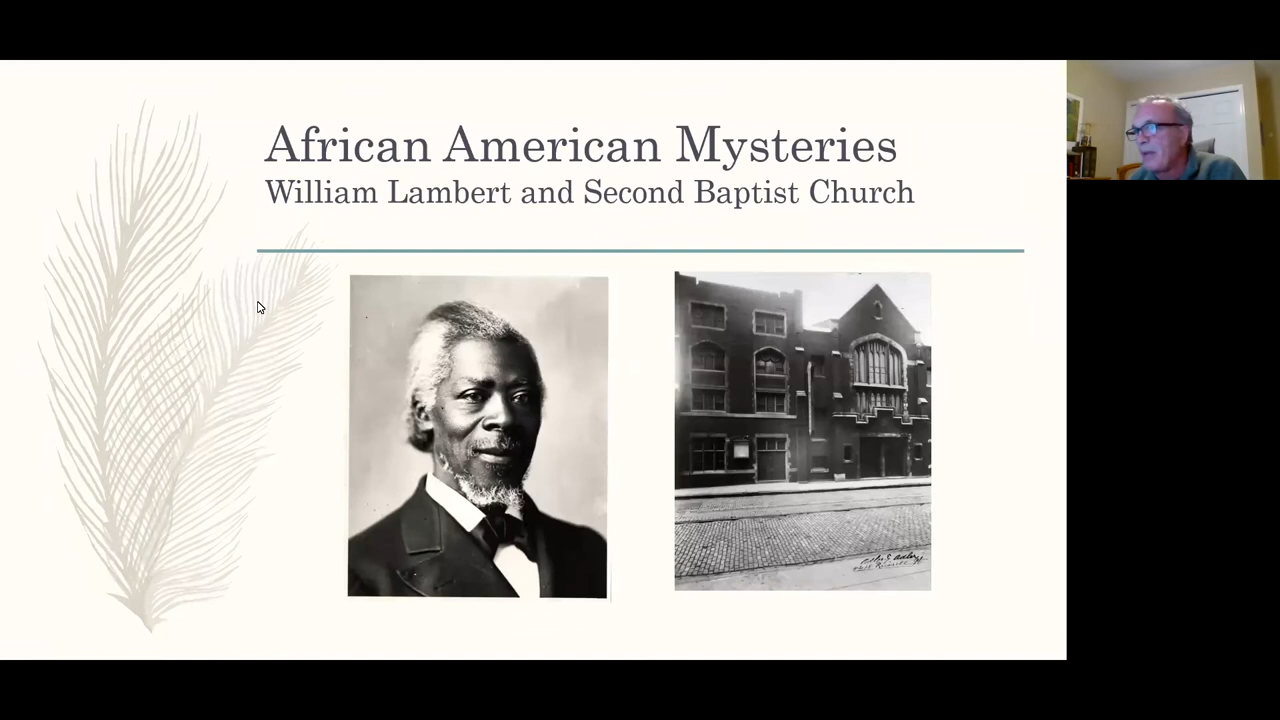 African American Mysteries
William Lambert and Second Baptist Church